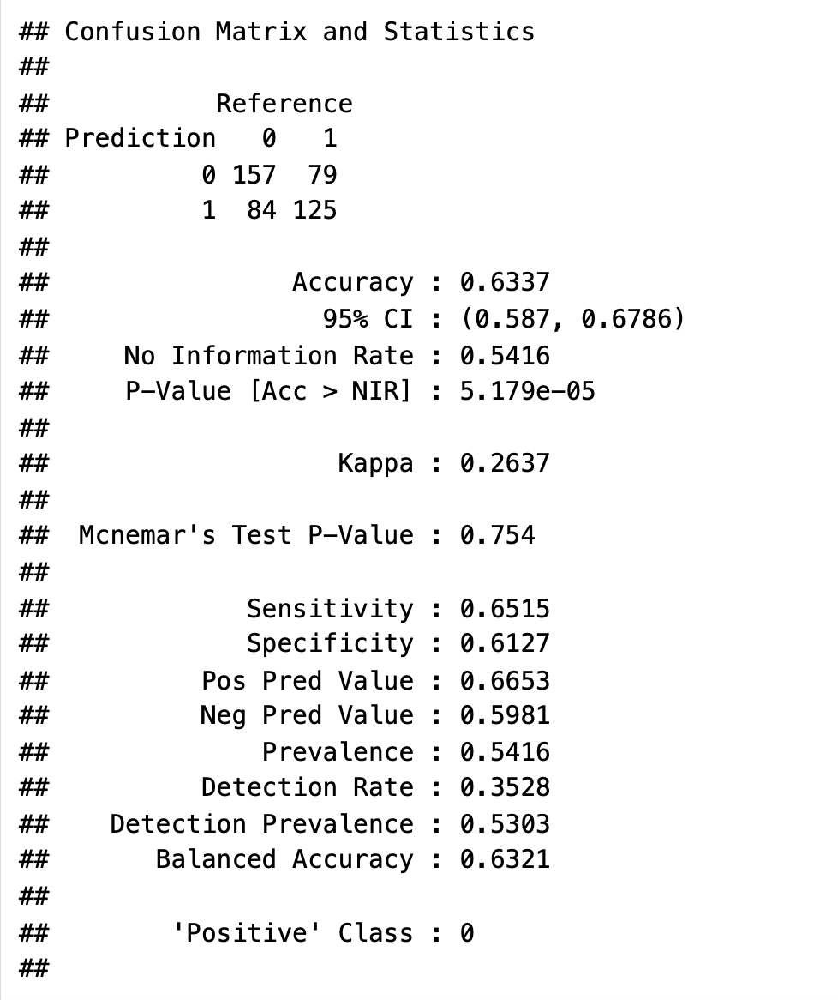 ## Confusion Matrix and Statistics
##
##           Reference
## Prediction   0   1
##          0 157  79
##          1  84 125
##
##                Accuracy : 0.6337
##                  95% CI : (0.587, 0.6786)
##     No Information Rate : 0.5416
##     P-Value [Acc > NIR] : 5.179e-05
##
##                   Kappa : 0.2637
##
##  Mcnemar's Test P-Value : 0.754
##
##             Sensitivity : 0.6515
##             Specificity : 0.6127
##          Pos Pred Value : 0.6653
##          Neg Pred Value : 0.5981
##              Prevalence : 0.5416
##          Detection Rate : 0.3528
##    Detection Prevalence : 0.5303
##       Balanced Accuracy : 0.6321
##
##        'Positive' Class : 0
##